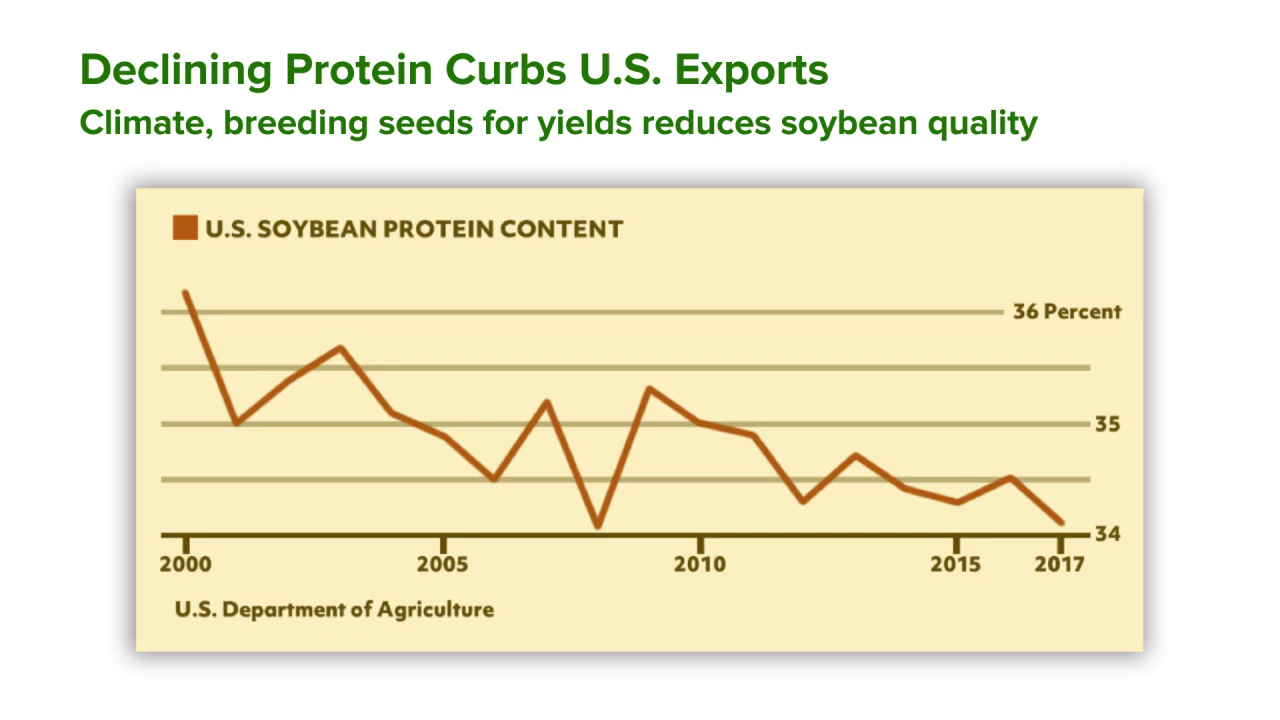 Declining Protein Curbs U.S. Exports
Climate, breeding seeds for yields reduces soybean quality
U.S. SOYBEAN PROTEIN CONTENT
36 Percent
35
34
2000 2005 2010 2015 2017
U.S. Department of Agriculture